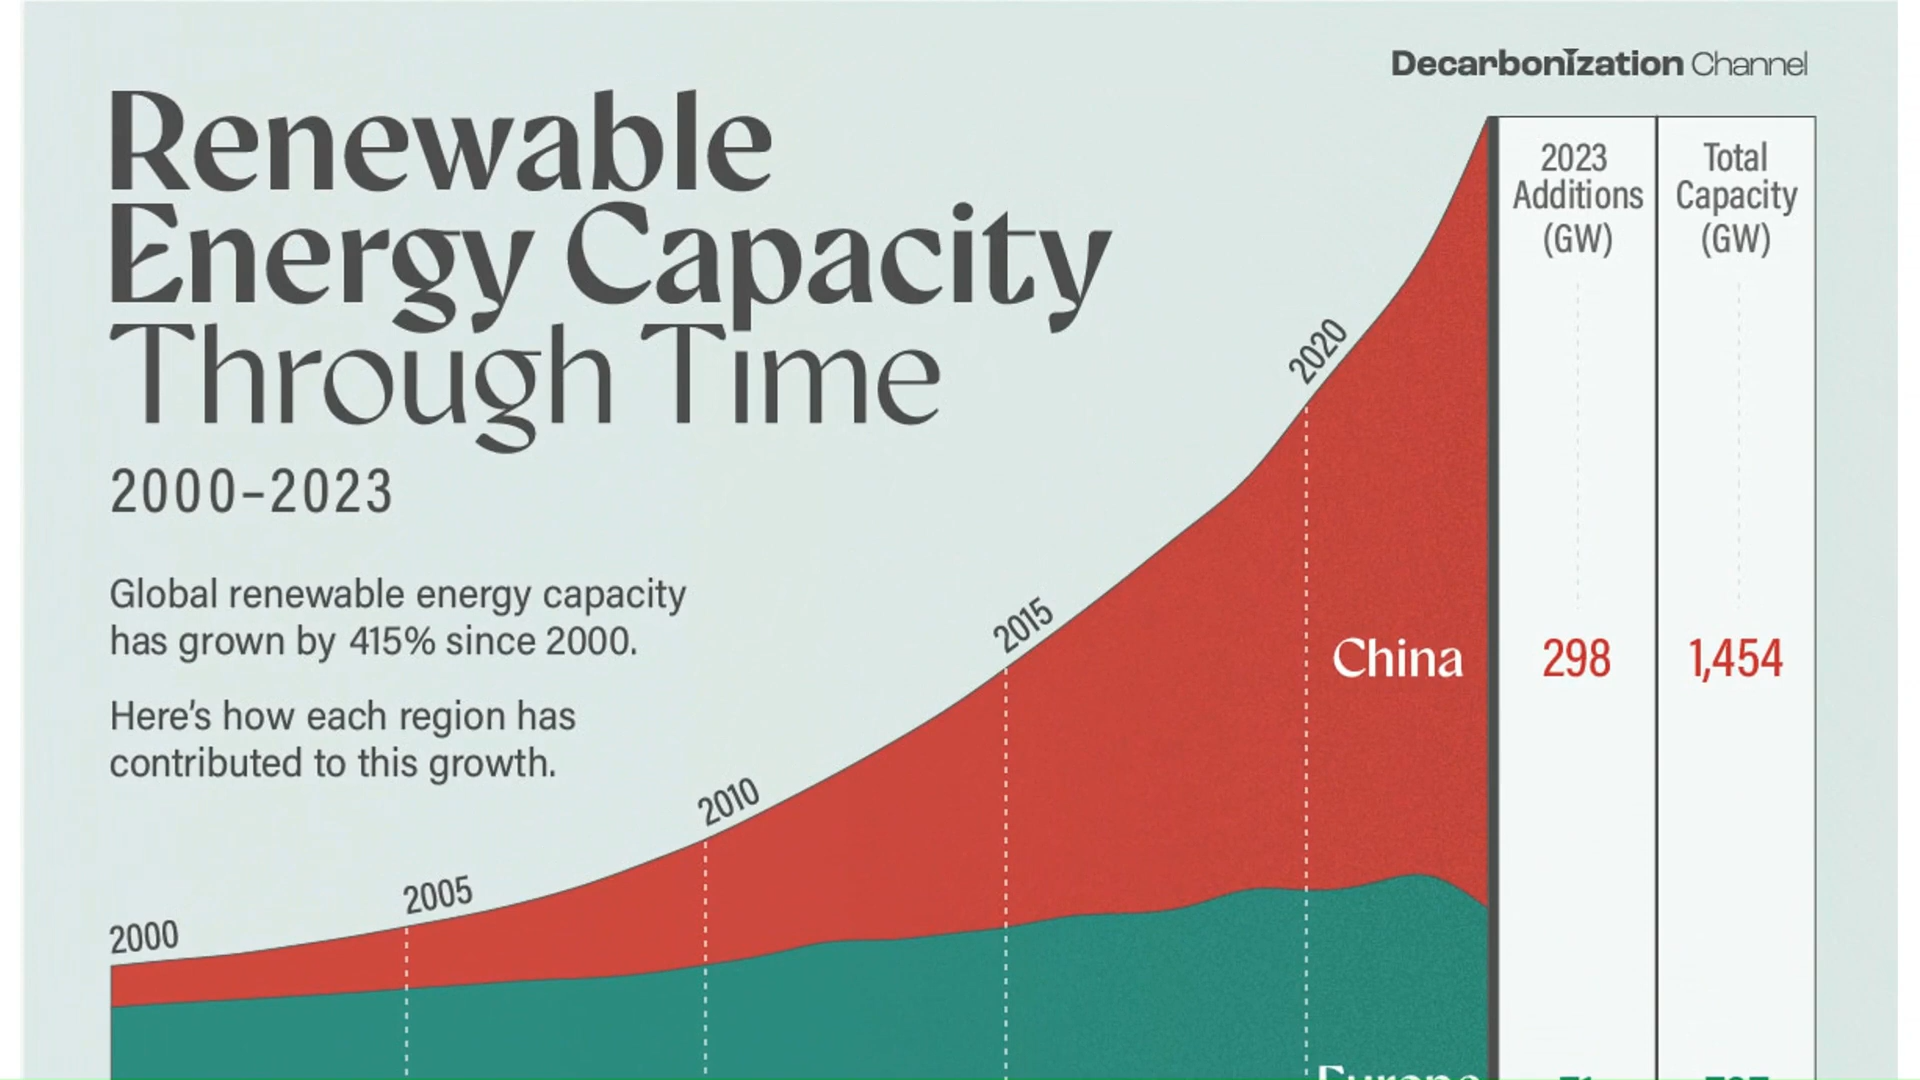 Decarbonization Channel
Renewable
Energy Capacity
Through Time
2000–2023
Global renewable energy capacity
has grown by 415% since 2000.
Here’s how each region has
contributed to this growth.
2000
2005
2010
2015
2020
2023
Additions
(GW)
Total
Capacity
(GW)
China
298
1,454
Europe